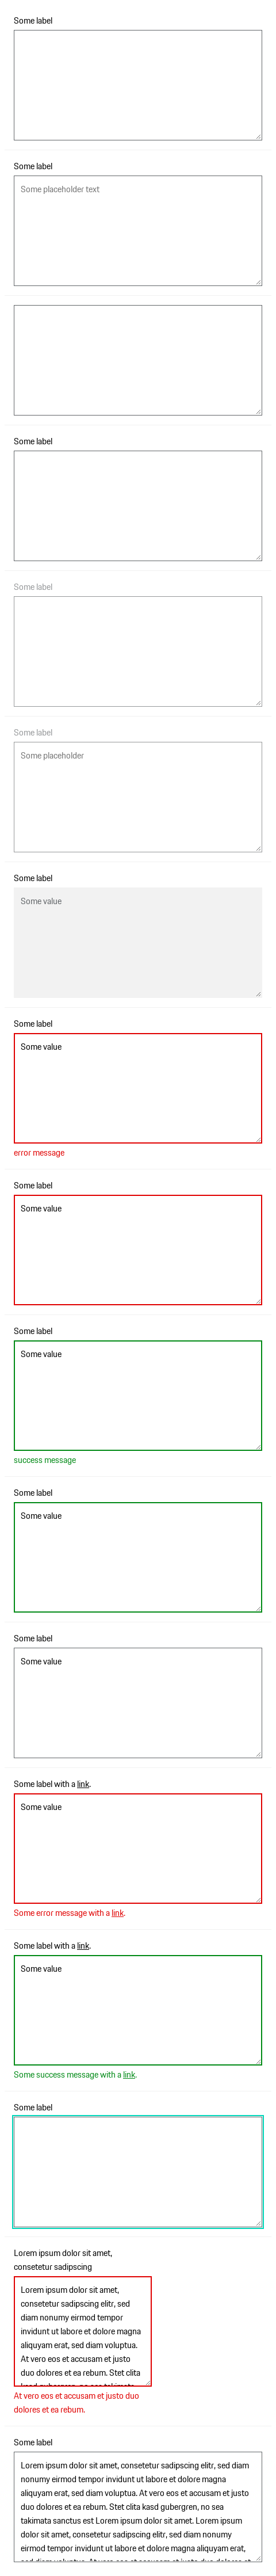 Some label
Some label
Some placeholder text
Some label
Some label
Some label
Some placeholder
Some label
Some value
Some label
Some value
error message
Some label
Some value
Some label
Some value
success message
Some label
Some value
Some label
Some value
Some label with a link.
Some value
Some error message with a link.
Some label with a link.
Some value
Some success message with a link.
Some label
Lorem ipsum dolor sit amet,
consetetur sadipscing
Lorem ipsum dolor sit amet,
consetetur sadipscing elitr, sed
diam nonumy eirmod tempor
invidunt ut labore et dolore magna
aliquyam erat, sed diam voluptua.
At vero eos et accusam et justo
duo dolores et ea rebum. Stet clita
At vero eos et accusam et justo duo
dolores et ea rebum.
Some label
Lorem ipsum dolor sit amet, consetetur sadipscing elitr, sed diam
nonumy eirmod tempor invidunt ut labore et dolore magna
aliquyam erat, sed diam voluptua. At vero eos et accusam et justo
duo dolores et ea rebum. Stet clita kasd gubergren, no sea
takimata sanctus est Lorem ipsum dolor sit amet. Lorem ipsum
dolor sit amet, consetetur sadipscing elitr, sed diam nonumy
eirmod tempor invidunt ut labore et dolore magna aliquyam erat,